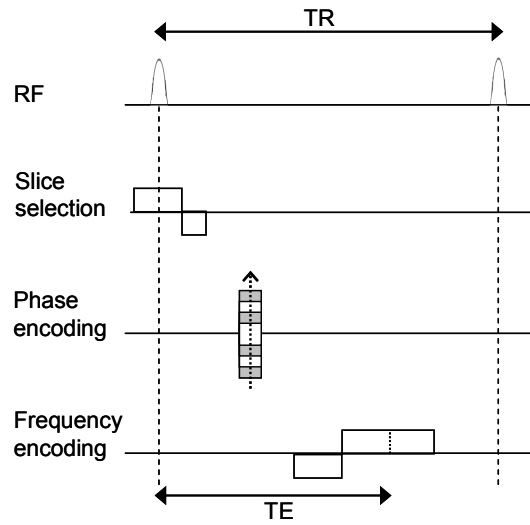 TR
RF
Slice
selection
Phase
encoding
Frequency
encoding
TE